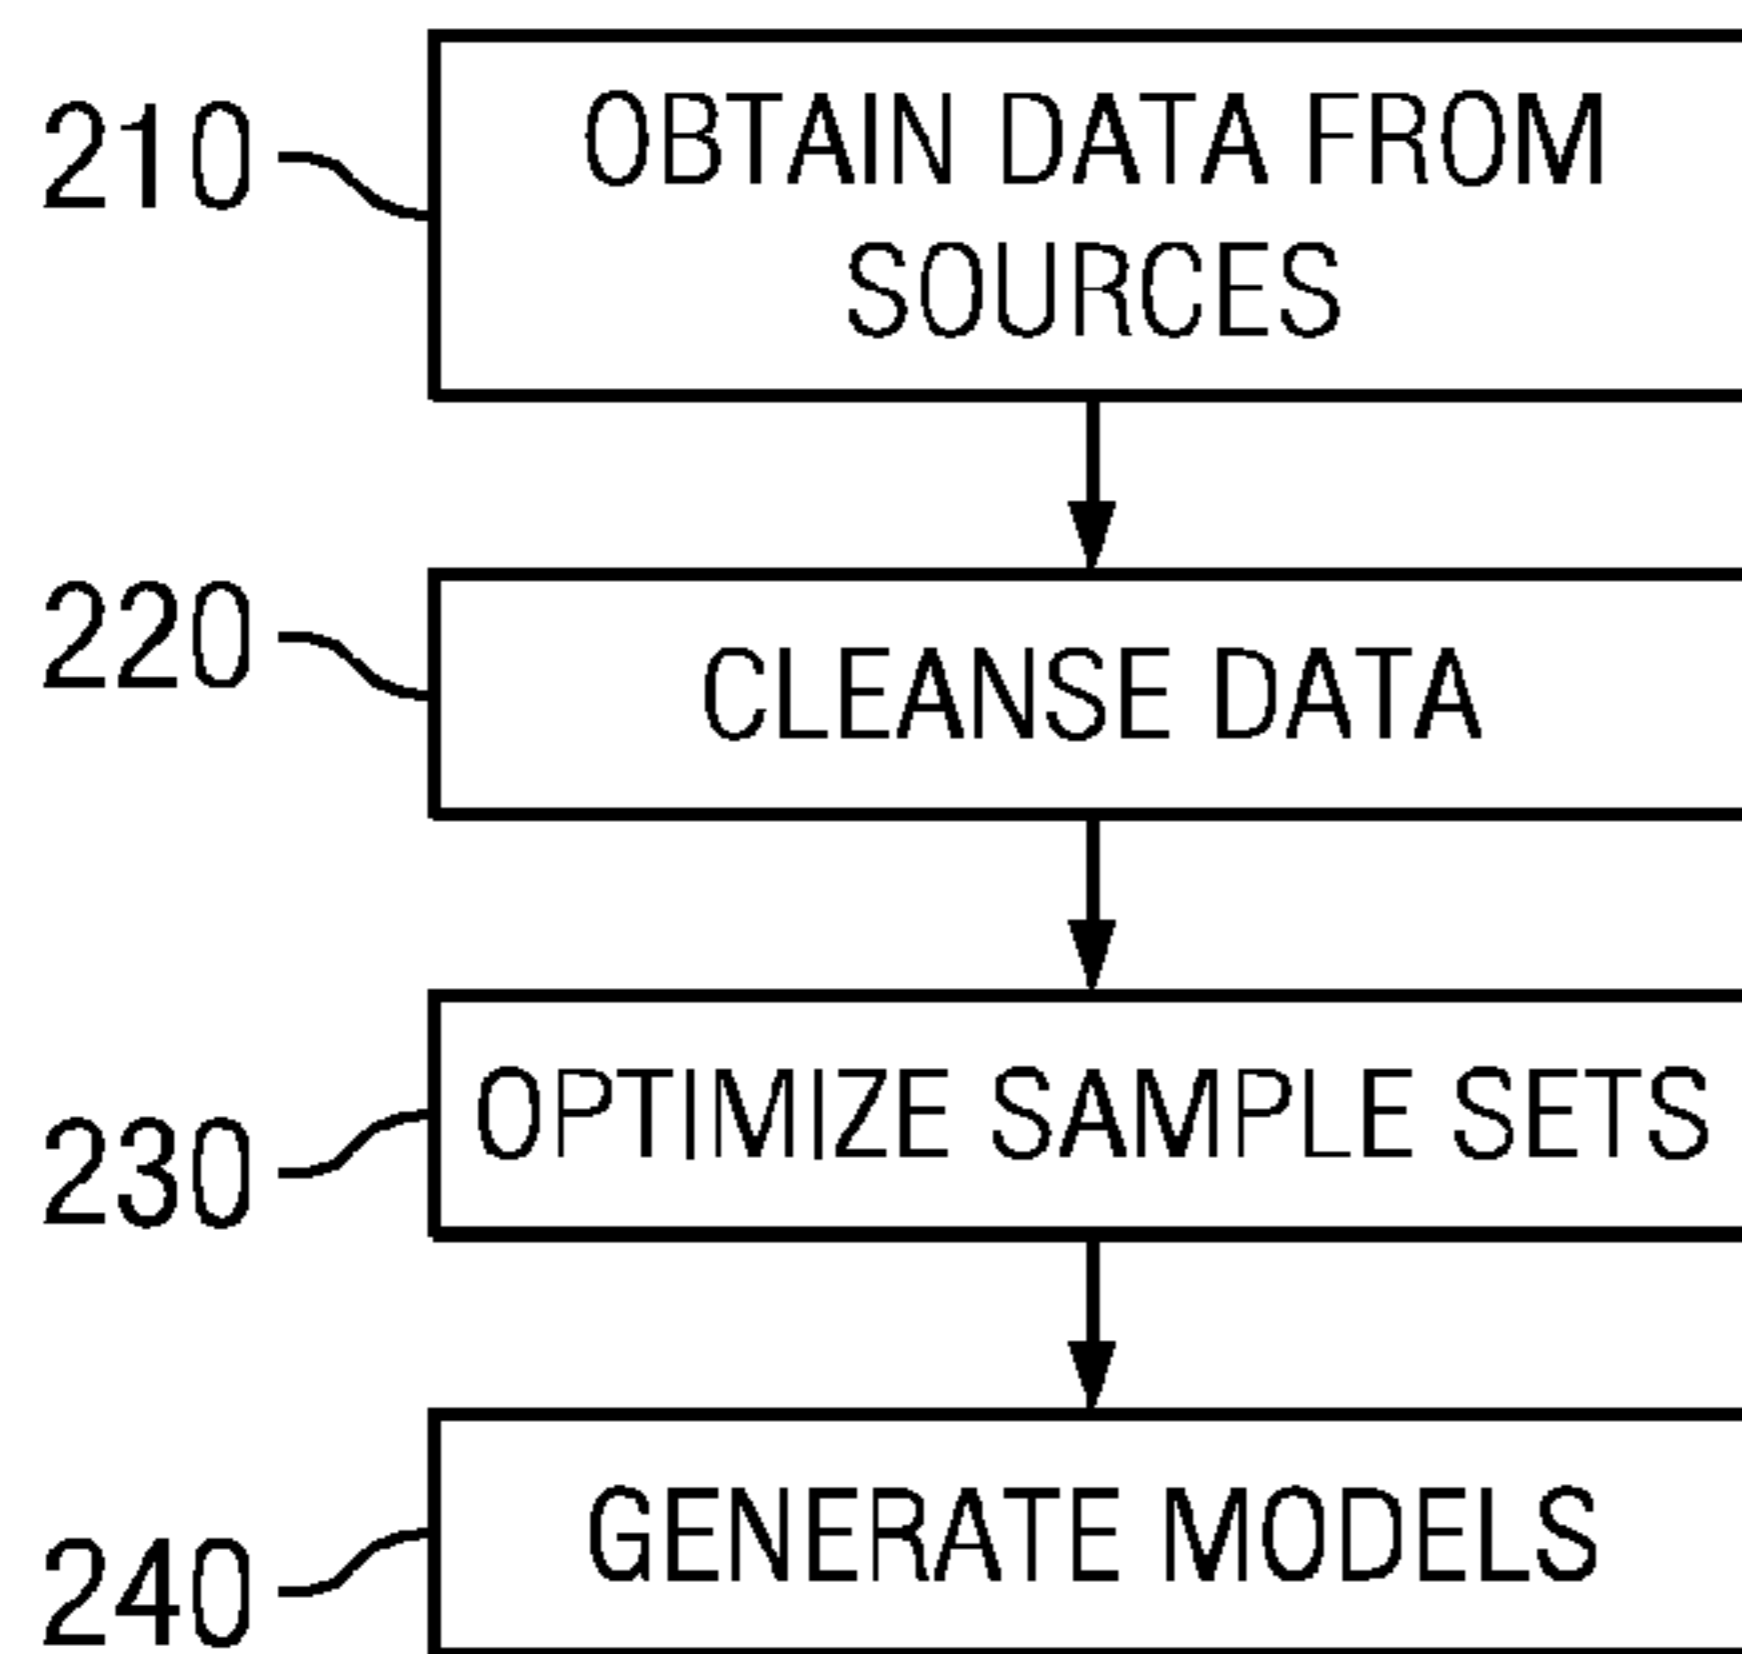 210
OBTAIN DATA FROM
SOURCES
220
CLEANSE DATA
230
OPTIMIZE SAMPLE SETS
240
GENERATE MODELS